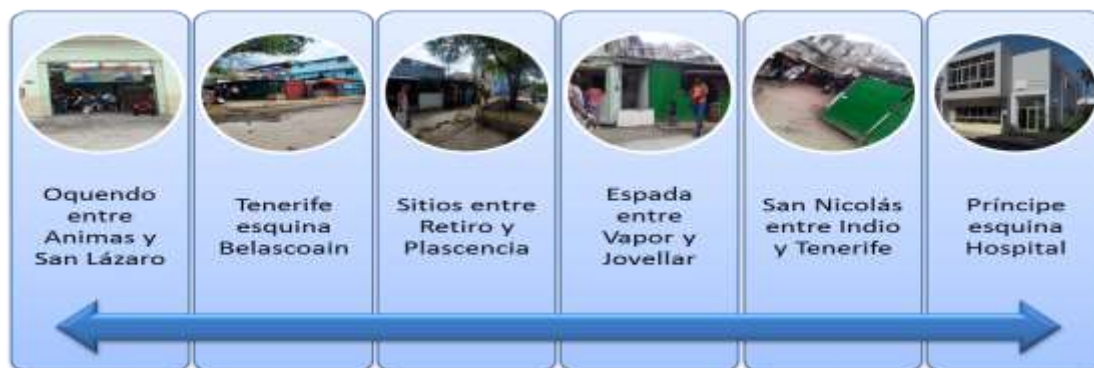 Oquendo
entre
Animas y
San Lázaro
Tenerife
esquina
Belascoain
Sitios entre
Retiro y
Plascencia
Espada
entre
Vapor y
Jovellar
San Nicolás
entre Indio
y Tenerife
Príncipe
esquina
Hospital